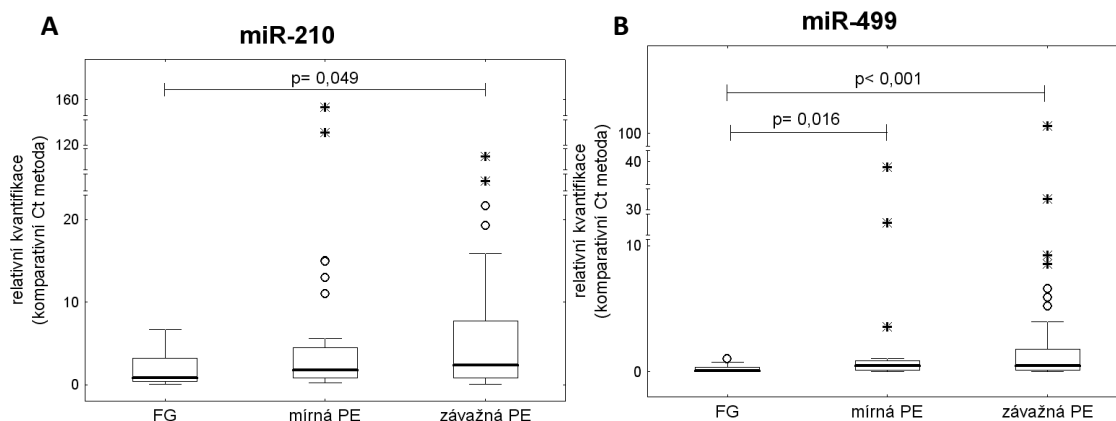 A
miR-210
p= 0,049
160
120
20
10
0
relativní kvantifikace
(komparativní Ct metoda)
FG
mírná PE
závažná PE
B
miR-499
p< 0,001
p= 0,016
100
40
30
10
0
relativní kvantifikace
(komparativní Ct metoda)
FG
mírná PE
závažná PE